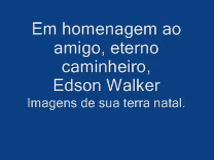 Em homenagem ao
amigo, eterno
caminheiro,
Edson Walker
Imagens de sua terra natal.